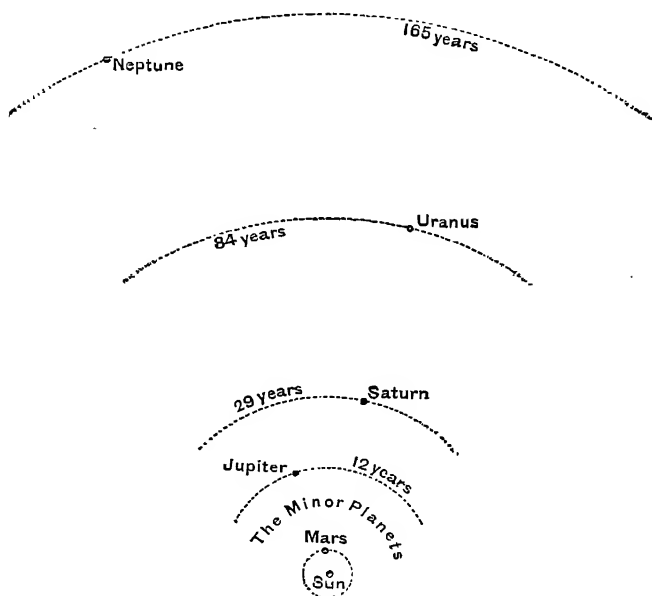 165 years
Neptune
Uranus
84 years
29 years
Saturn
Jupiter
12 years
The Minor Planets
Mars
Sun